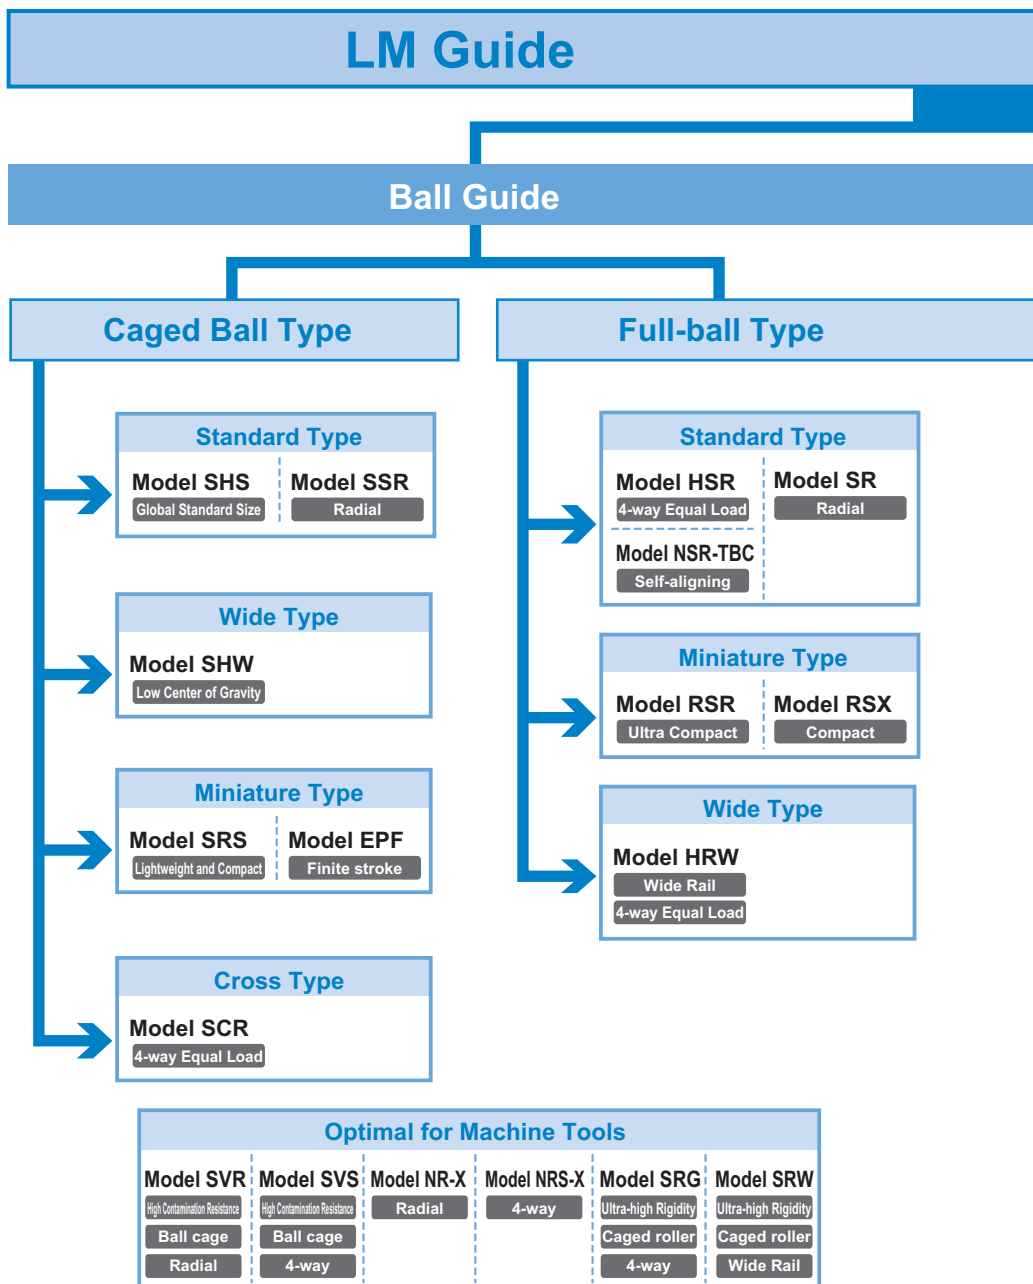 LM Guide
Ball Guide
Caged Ball Type
Standard Type
Model SHS
Global Standard Size
Model SSR
Radial
Wide Type
Model SHW
Low Center of Gravity
Miniature Type
Model SRS
Lightweight and Compact
Model EPF
Finite stroke
Cross Type
Model SCR
4-way Equal Load
Full-ball Type
Standard Type
Model HSR
4-way Equal Load
Model NSR-TBC
Self-aligning
Model SR
Radial
Miniature Type
Model RSR
Ultra Compact
Model RSX
Compact
Wide Type
Model HRW
Wide Rail
4-way Equal Load
Optimal for Machine Tools
Model SVR
High Contamination Resistance
Ball cage
Radial
Model SVS
High Contamination Resistance
Ball cage
4-way
Model NR-X
Radial
Model NRS-X
4-way
Model SRG
Ultra-high Rigidity
Caged roller
4-way
Model SRW
Ultra-high Rigidity
Caged roller
Wide Rail